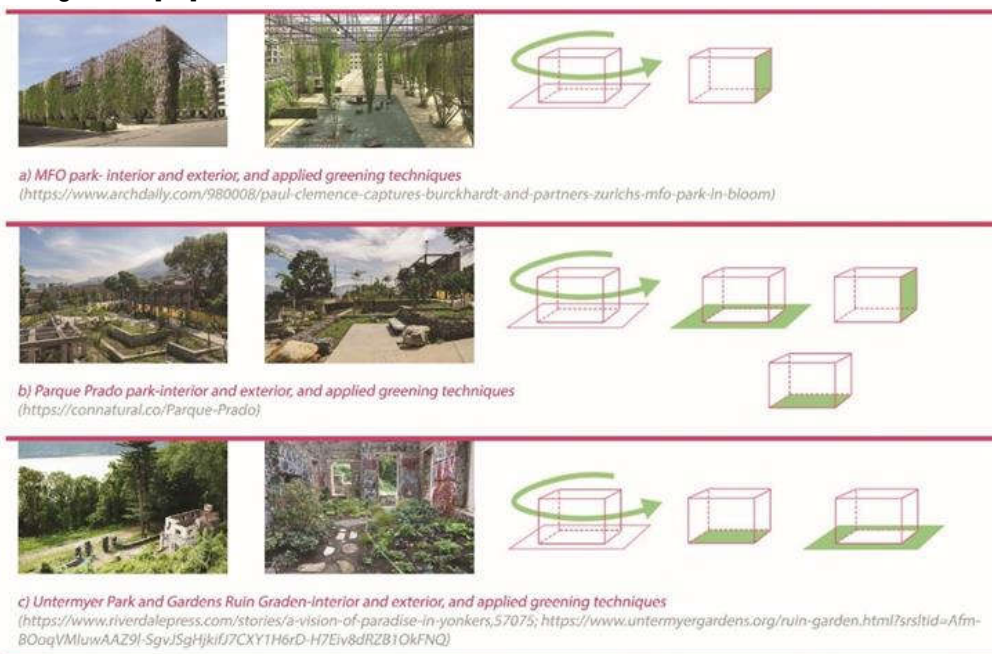 a) MFO park- interior and exterior, and applied greening techniques
(https://www.archdaily.com/980008/paul-clemence-captures-burckhardt-and-partners-zurichs-mfo-park-in-bloom)
b) Parque Prado park-interior and exterior, and applied greening techniques
(https://connatural.co/Parque-Prado)
c) Untermyer Park and Gardens Ruin Graden-interior and exterior, and applied greening techniques
(https://www.riverdalepress.com/stories/a-vision-of-paradise-in-yonkers,57075; https://www.untermyergardens.org/ruin-garden.html?srsltid=Afm-
BOoqVMluwAAZ9l-SgvJSgHjkifJ7CXY1H6rD-H7Eiv8dRZB1OkFNQ)